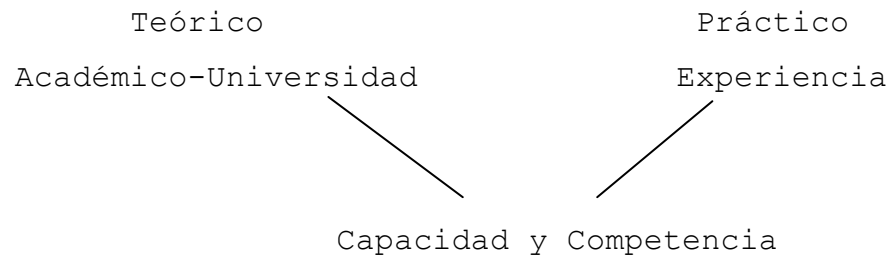 Teórico Práctico
Académico-Universidad Experiencia
Capacidad y Competencia